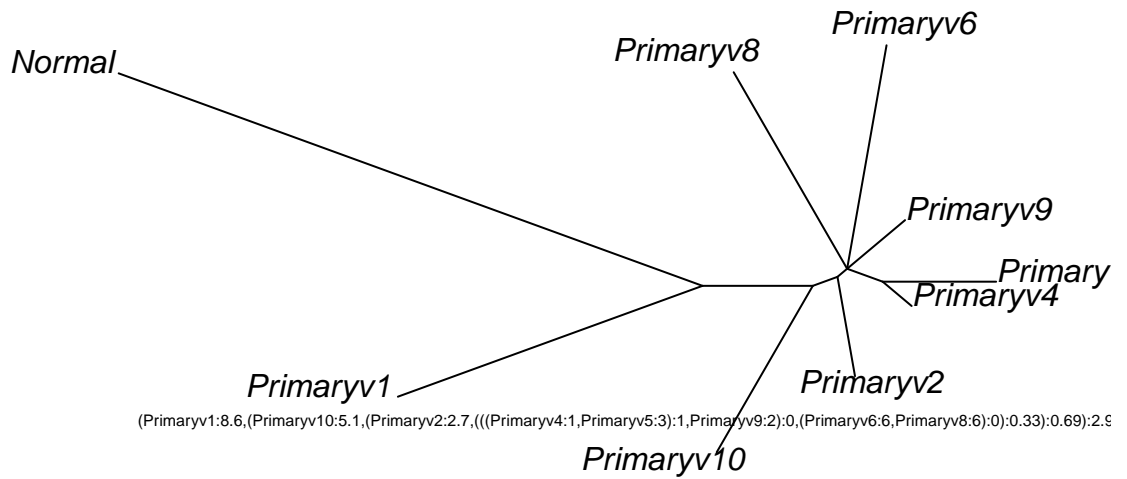 Primaryv6
Primaryv8
Normal
Primaryv9
Primary
Primaryv4
Primaryv2
Primaryv1
(Primaryv1:8.6,(Primaryv10:5.1,(Primaryv2:2.7,(((Primaryv4:1,Primaryv5:3):1,Primaryv9:2):0,(Primaryv6:6,Primaryv8:6):0):0.33):0.69):2.9
Primaryv10